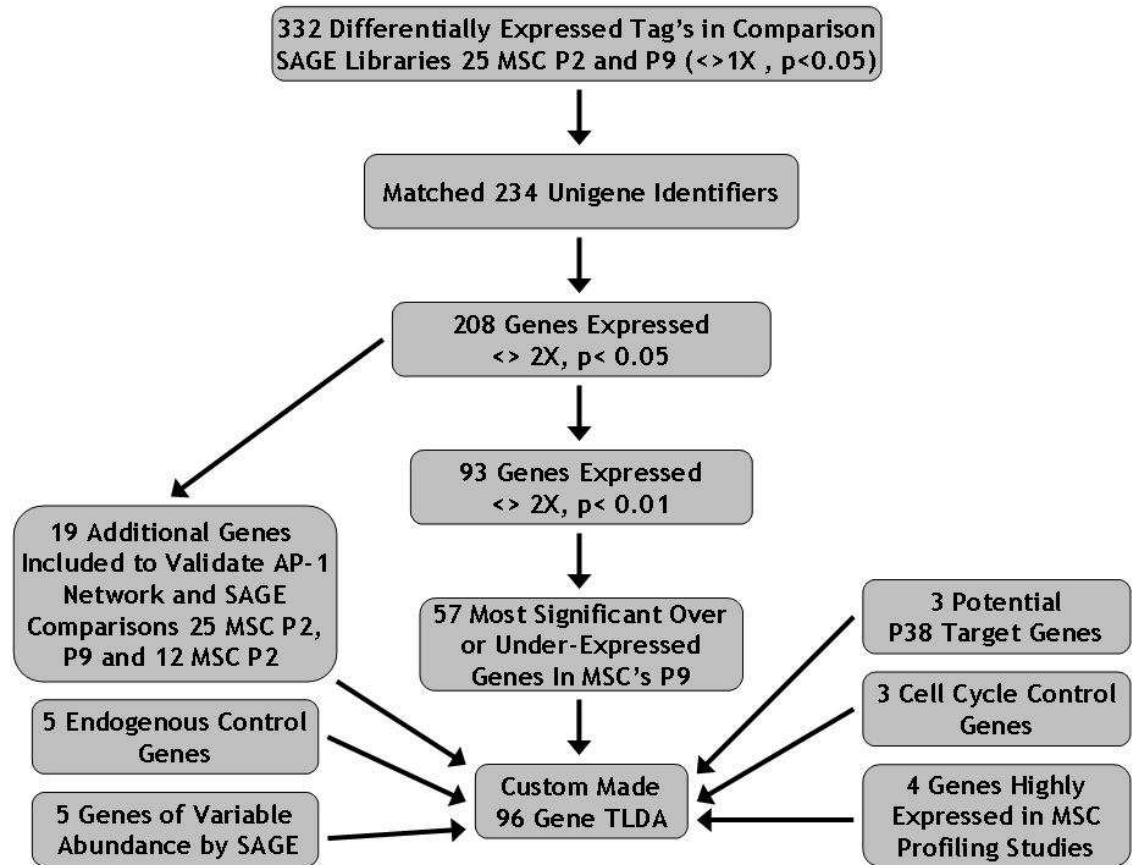 332 Differentially Expressed Tag's in Comparison
SAGE Libraries 25 MSC P2 and P9 (<>1X , p<0.05)
Matched 234 Unigene Identifiers
208 Genes Expressed
<> 2X, p< 0.05
93 Genes Expressed
<> 2X, p< 0.01
19 Additional Genes
Included to Validate AP-1
Network and SAGE
Comparisons 25 MSC P2,
P9 and 12 MSC P2
57 Most Significant Over
or Under-Expressed
Genes In MSC's P9
3 Potential
P38 Target Genes
5 Endogenous Control
Genes
3 Cell Cycle Control
Genes
5 Genes of Variable
Abundance by SAGE
Custom Made
96 Gene TLDA
4 Genes Highly
Expressed in MSC
Profiling Studies